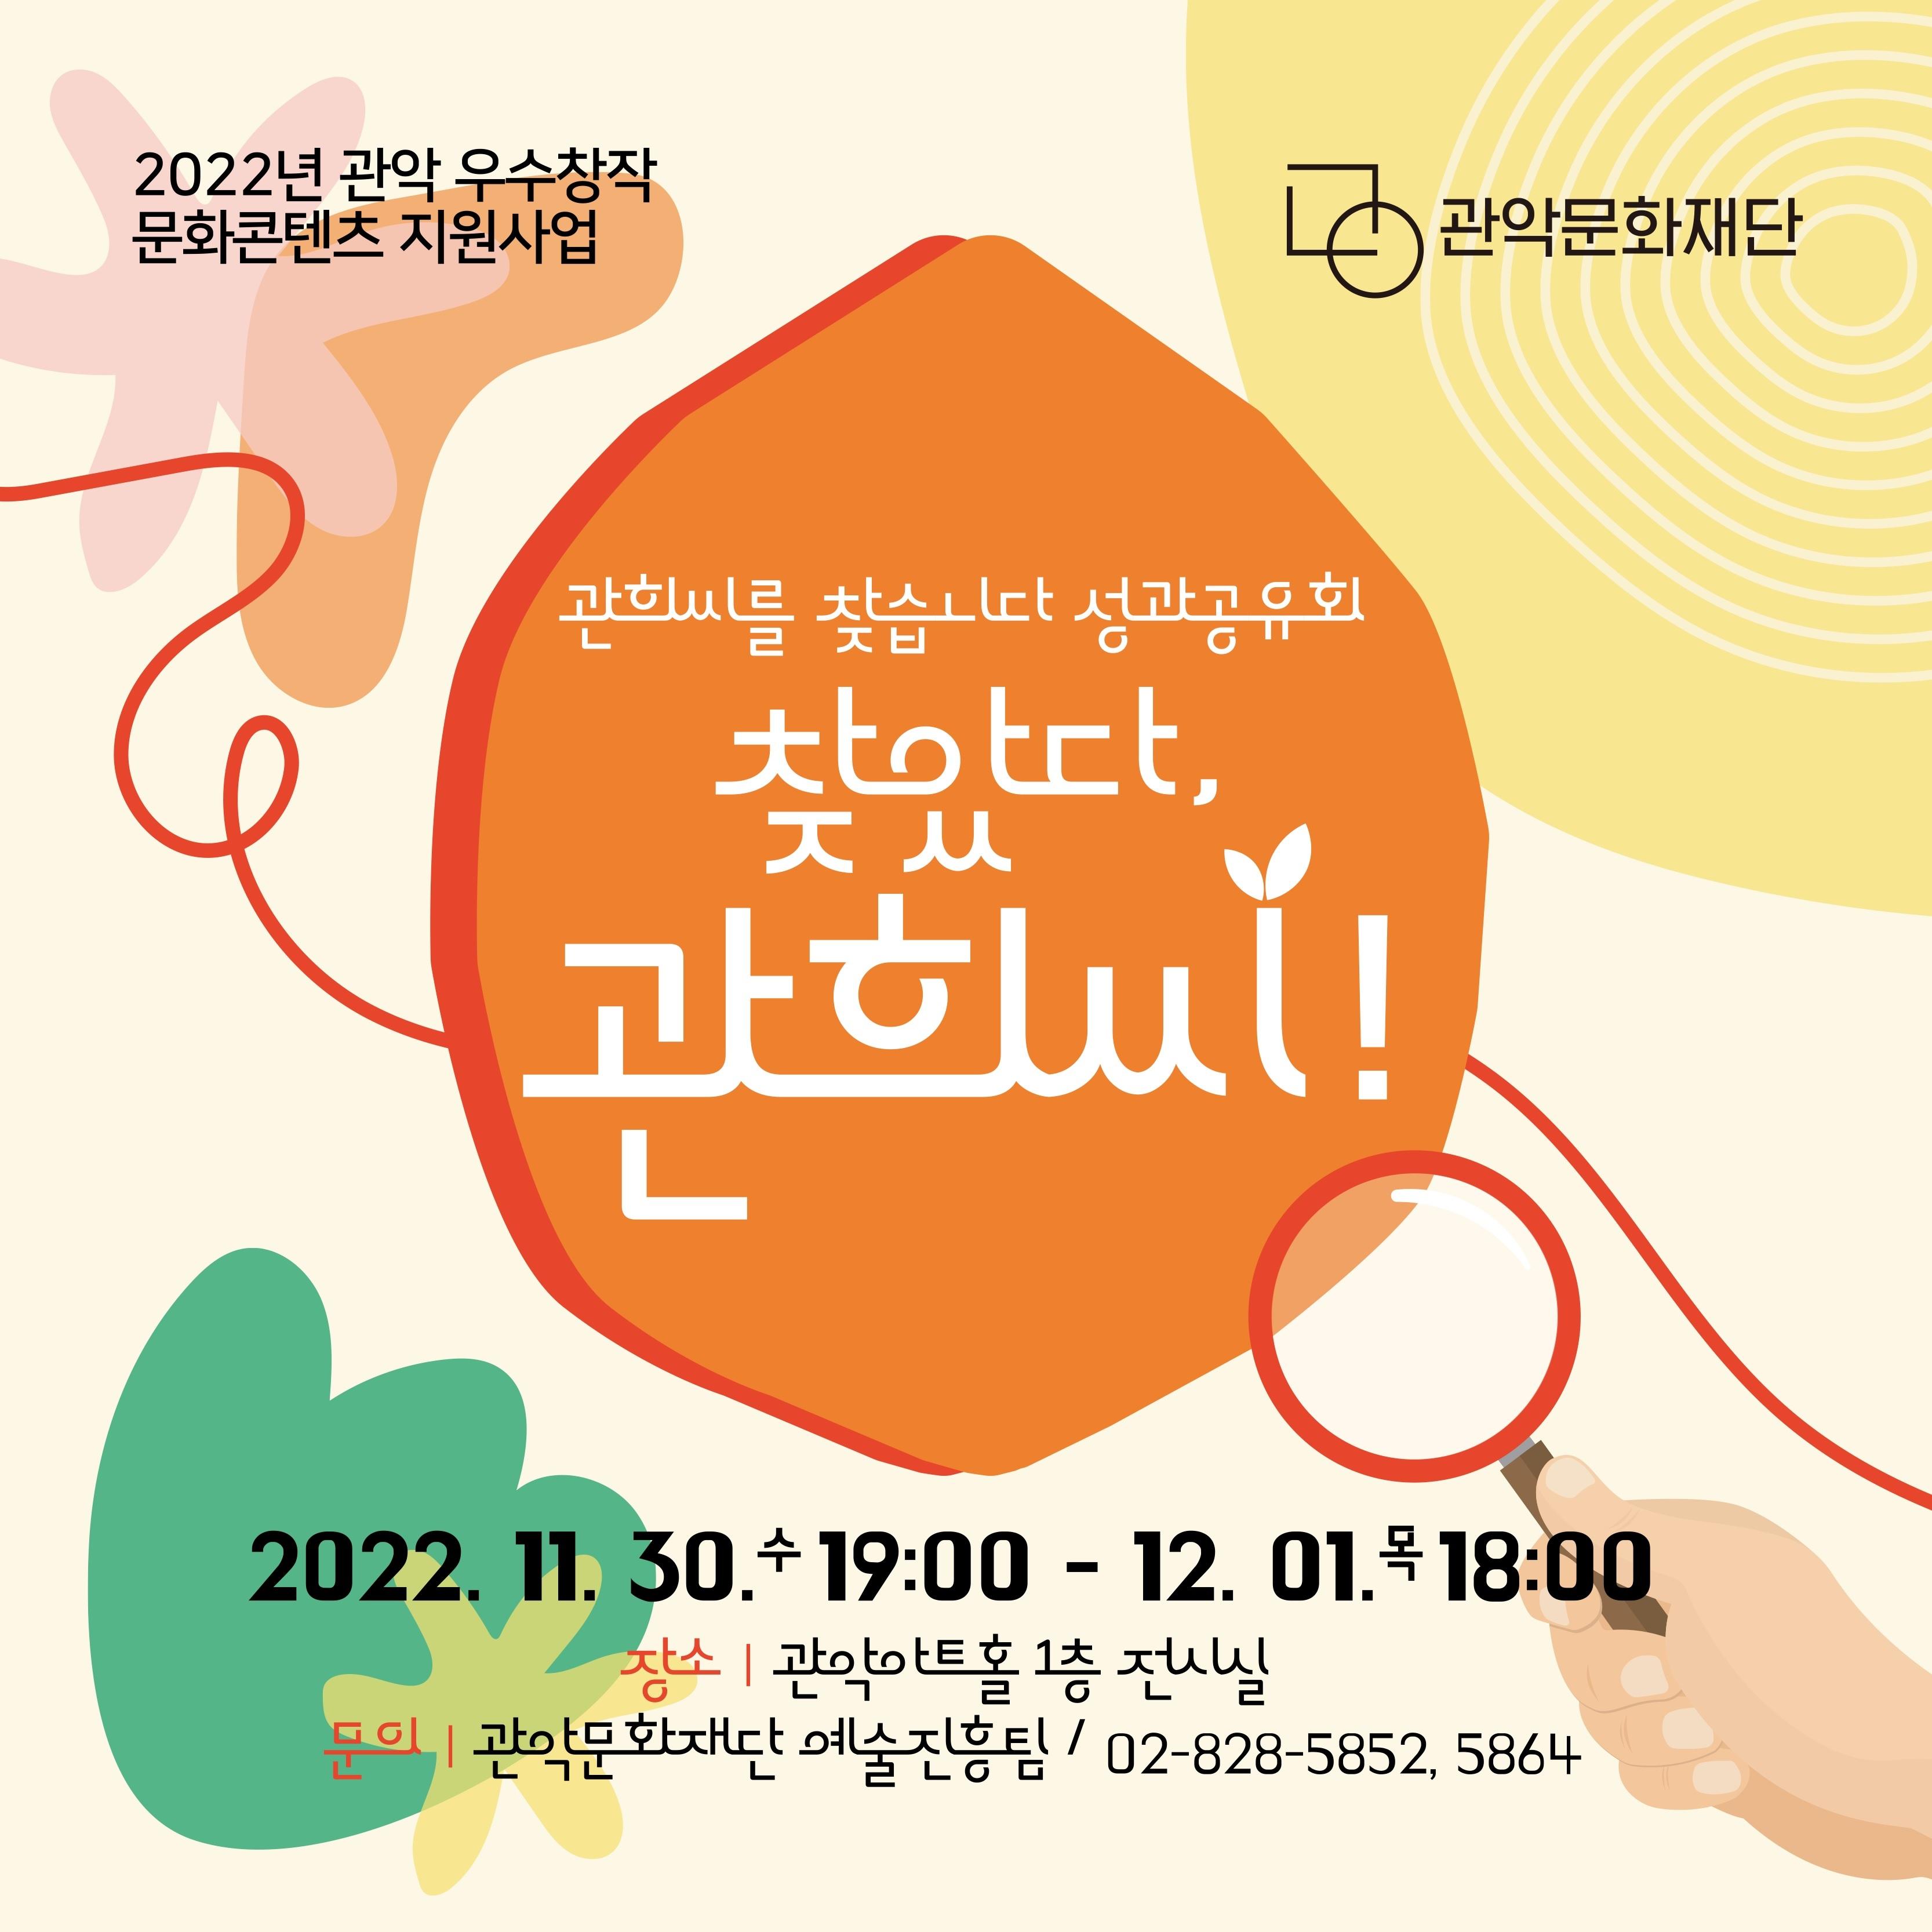 2022년 관악 우수창작
문화콘텐츠 지원사업
관악문화재단
관현씨를 찾습니다 성과공유회
찾았다,
관현씨!
2022. 11. 30.수 19:00 - 12. 01.목 18:00
장소 | 관악아트홀 1층 전시실
문의 | 관악문화재단 예술진흥팀 / 02-828-5852, 5864